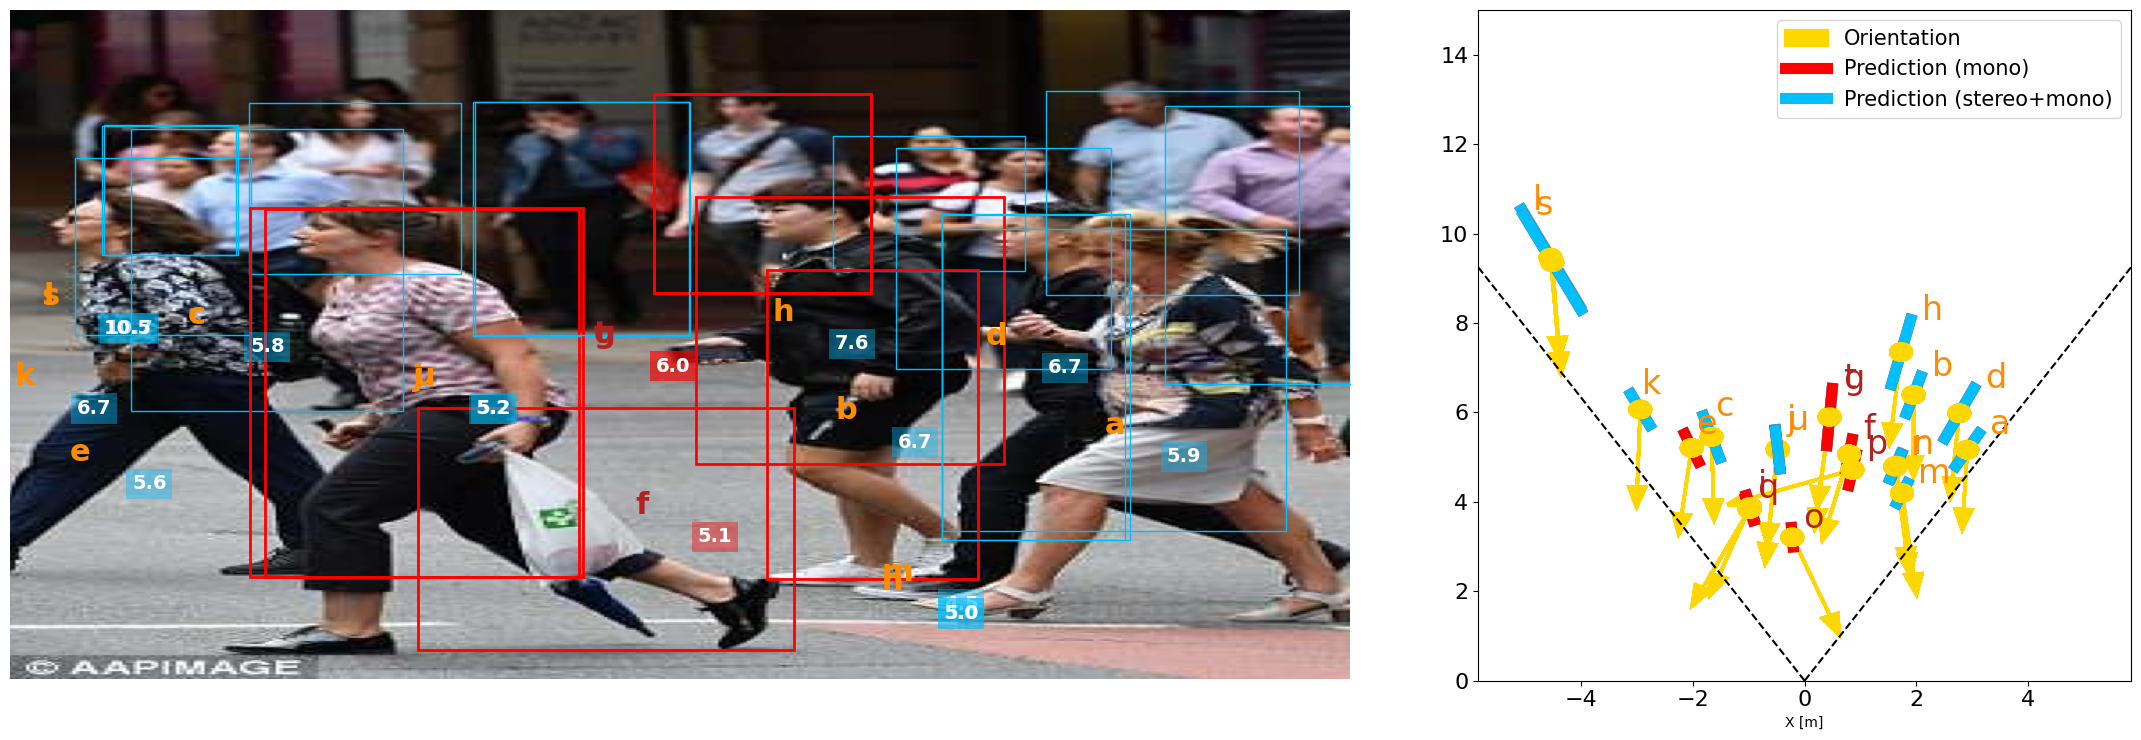 10.5
5.8
6.7
5.6
5.2
6.0
7.6
6.7
6.7
5.9
5.1
5.0
s
c
k
e
g
h
d
b
a
f
m
n
© AAPIMAGE
Orientation
Prediction (mono)
Prediction (stereo+mono)
14
12
10
8
6
4
2
0
s
h
k
b
d
c
e
g
a
f
p
n
m
q
o
−4
−2
0
2
4
X [m]